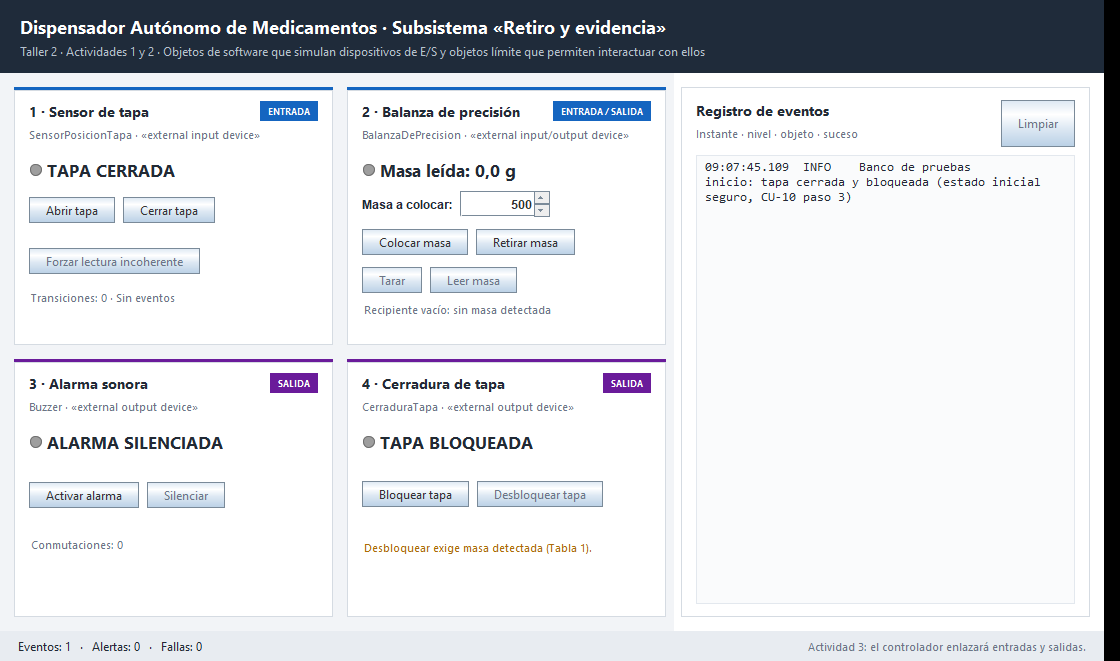 Dispensador Autónomo de Medicamentos · Subsistema «Retiro y evidencia»
Taller 2 · Actividades 1 y 2 · Objetos de software que simulan dispositivos de E/S y objetos límite que permiten interactuar con ellos
1 · Sensor de tapa
ENTRADA
SensorPosicionTapa · «external input device»
TAPA CERRADA
Abrir tapa
Cerrar tapa
Forzar lectura incoherente
Transiciones: 0 · Sin eventos
2 · Balanza de precisión
ENTRADA / SALIDA
BalanzaDePrecision · «external input/output device»
Masa leída: 0,0 g
Masa a colocar:
500
Colocar masa
Retirar masa
Tarar
Leer masa
Recipiente vacío: sin masa detectada
3 · Alarma sonora
SALIDA
Buzzer · «external output device»
ALARMA SILENCIADA
Activar alarma
Silenciar
Conmutaciones: 0
4 · Cerradura de tapa
SALIDA
CerraduraTapa · «external output device»
TAPA BLOQUEADA
Bloquear tapa
Desbloquear tapa
Desbloquear exige masa detectada (Tabla 1).
Registro de eventos
Instante · nivel · objeto · suceso
Limpiar
09:07:45.109 INFO Banco de pruebas
inicio: tapa cerrada y bloqueada (estado inicial
seguro, CU-10 paso 3)
Eventos: 1 · Alertas: 0 · Fallas: 0
Actividad 3: el controlador enlazará entradas y salidas.